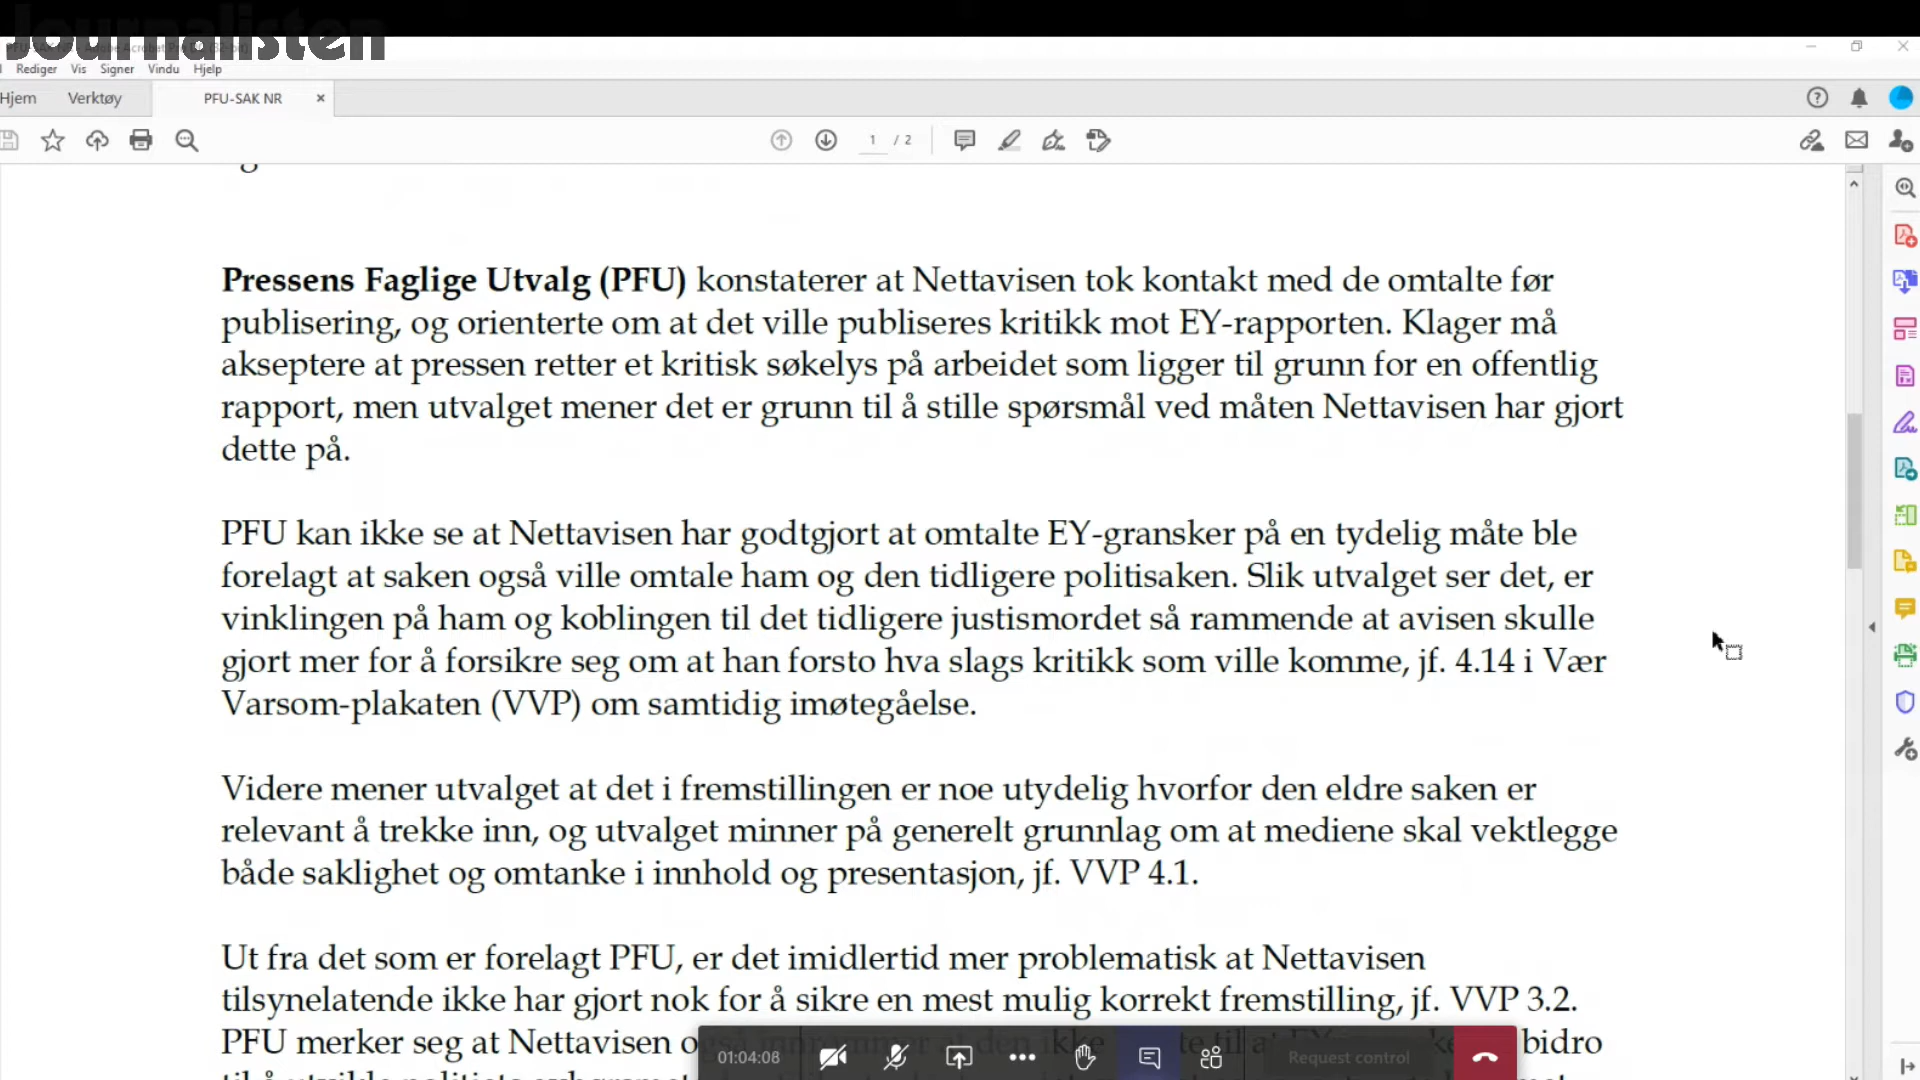 Journalisten
Rediger Vis Signer Vindu Hjelp
Hjem Verktøy PFU-SAK NR
1 / 2
Pressens Faglige Utvalg (PFU) konstaterer at Nettavisen tok kontakt med de omtalte før
publisering, og orienterte om at det ville publiseres kritikk mot EY-rapporten. Klager må
akseptere at pressen retter et kritisk søkelys på arbeidet som ligger til grunn for en offentlig
rapport, men utvalget mener det er grunn til å stille spørsmål ved måten Nettavisen har gjort
dette på.
PFU kan ikke se at Nettavisen har godtgjort at omtalte EY-gransker på en tydelig måte ble
forelagt at saken også ville omtale ham og den tidligere politisaken. Slik utvalget ser det, er
vinklingen på ham og koblingen til det tidligere justismordet så rammende at avisen skulle
gjort mer for å forsikre seg om at han forsto hva slags kritikk som ville komme, jf. 4.14 i Vær
Varsom-plakaten (VVP) om samtidig imøtegåelse.
Videre mener utvalget at det i fremstillingen er noe utydelig hvorfor den eldre saken er
relevant å trekke inn, og utvalget minner på generelt grunnlag om at mediene skal vektlegge
både saklighet og omtanke i innhold og presentasjon, jf. VVP 4.1.
Ut fra det som er forelagt PFU, er det imidlertid mer problematisk at Nettavisen
tilsynelatende ikke har gjort nok for å sikre en mest mulig korrekt fremstilling, jf. VVP 3.2.
PFU merker seg at Nettavisen bidro
01:04:08 Request control